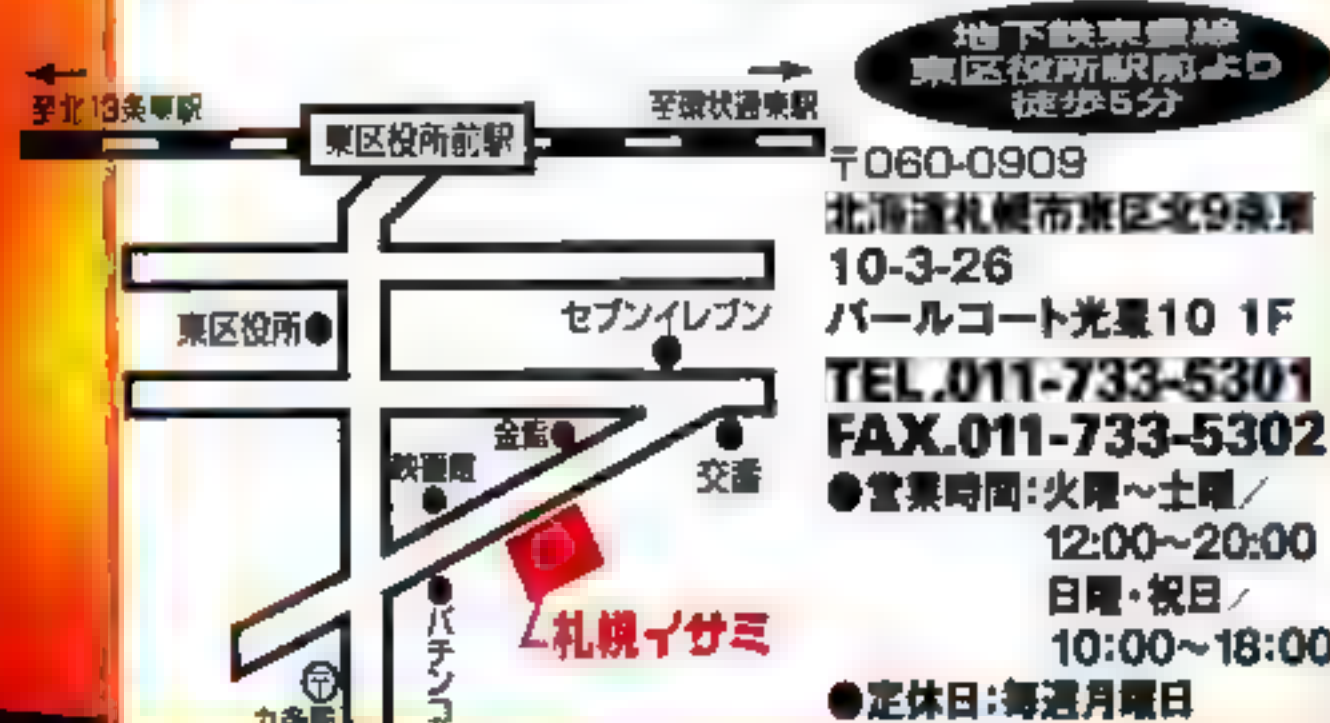 地下鉄東豊線
東区役所駅前より
徒歩5分
至北13条東駅
至環状通東駅
東区役所前駅
〒060-0909
北海道札幌市東区北9条東
10-3-26
パールコート光星10 1F
東区役所
セブンイレブン
TEL.011-733-5301
FAX.011-733-5302
金鮨
交番
映画館
●営業時間:火曜~土曜/
12:00~20:00
日曜・祝日/
10:00~18:00
札幌イサミ
パチンコ
〒
●定休日:毎週月曜日